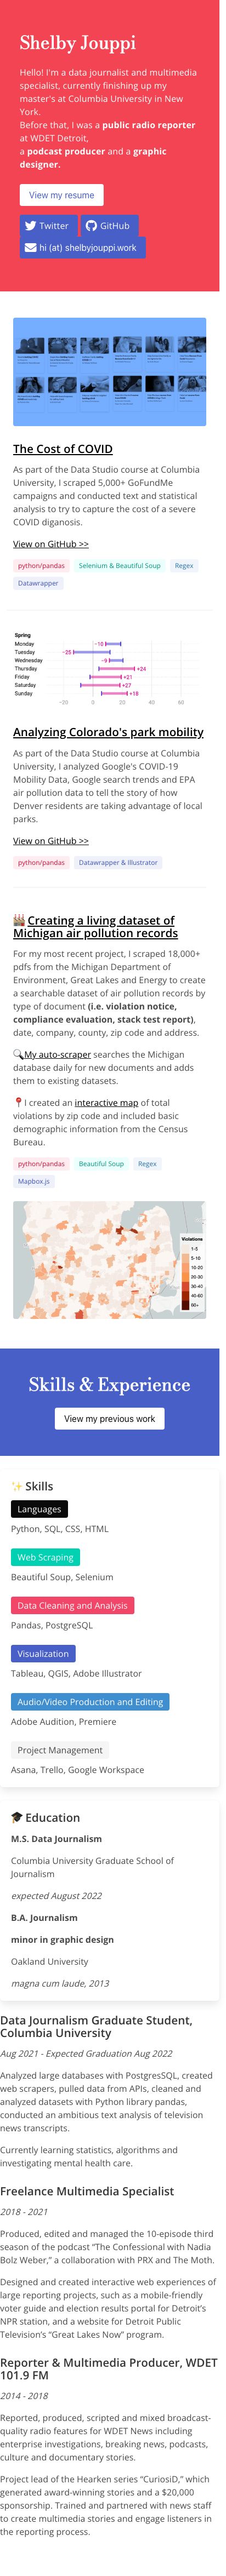 Shelby Jouppi
Hello! I'm a data journalist and multimedia
specialist, currently finishing up my
master's at Columbia University in New
York.
Before that, I was a public radio reporter
at WDET Detroit,
a podcast producer and a graphic
designer.
View my resume
Twitter
GitHub
hi (at) shelbyjouppi.work
The Cost of COVID
As part of the Data Studio course at Columbia
University, I scraped 5,000+ GoFundMe
campaigns and conducted text and statistical
analysis to try to capture the cost of a severe
COVID diganosis.
View on GitHub >>
python/pandas
Selenium & Beautiful Soup
Regex
Datawrapper
Spring
Monday
-10
Tuesday
-25
Wednesday
-9
Thursday
+24
Friday
+21
Saturday
+27
Sunday
+18
-20 0 20 40 60
Analyzing Colorado's park mobility
As part of the Data Studio course at Columbia
University, I analyzed Google's COVID-19
Mobility Data, Google search trends and EPA
air pollution data to tell the story of how
Denver residents are taking advantage of local
parks.
View on GitHub >>
python/pandas
Datawrapper & Illustrator
Creating a living dataset of
Michigan air pollution records
For my most recent project, I scraped 18,000+
pdfs from the Michigan Department of
Environment, Great Lakes and Energy to create
a searchable dataset of air pollution records by
type of document (i.e. violation notice,
compliance evaluation, stack test report),
date, company, county, zip code and address.
My auto-scraper searches the Michigan
database daily for new documents and adds
them to existing datasets.
I created an interactive map of total
violations by zip code and included basic
demographic information from the Census
Bureau.
python/pandas
Beautiful Soup
Regex
Mapbox.js
Violations
1-5
5-10
10-20
20-30
30-40
40-60
60+
Skills & Experience
View my previous work
✨ Skills
Languages
Python, SQL, CSS, HTML
Web Scraping
Beautiful Soup, Selenium
Data Cleaning and Analysis
Pandas, PostgreSQL
Visualization
Tableau, QGIS, Adobe Illustrator
Audio/Video Production and Editing
Adobe Audition, Premiere
Project Management
Asana, Trello, Google Workspace
🎓 Education
M.S. Data Journalism
Columbia University Graduate School of
Journalism
expected August 2022
B.A. Journalism
minor in graphic design
Oakland University
magna cum laude, 2013
Data Journalism Graduate Student,
Columbia University
Aug 2021 - Expected Graduation Aug 2022
Analyzed large databases with PostgresSQL, created
web scrapers, pulled data from APIs, cleaned and
analyzed datasets with Python library pandas,
conducted an ambitious text analysis of television
news transcripts.
Currently learning statistics, algorithms and
investigating mental health care.
Freelance Multimedia Specialist
2018 - 2021
Produced, edited and managed the 10-episode third
season of the podcast “The Confessional with Nadia
Bolz Weber,” a collaboration with PRX and The Moth.
Designed and created interactive web experiences of
large reporting projects, such as a mobile-friendly
voter guide and election results portal for Detroit’s
NPR station, and a website for Detroit Public
Television’s “Great Lakes Now” program.
Reporter & Multimedia Producer, WDET
101.9 FM
2014 - 2018
Reported, produced, scripted and mixed broadcast-
quality radio features for WDET News including
enterprise investigations, breaking news, podcasts,
culture and documentary stories.
Project lead of the Hearken series “CuriosiD,” which
generated award-winning stories and a $20,000
sponsorship. Trained and partnered with news staff
to create multimedia stories and engage listeners in
the reporting process.